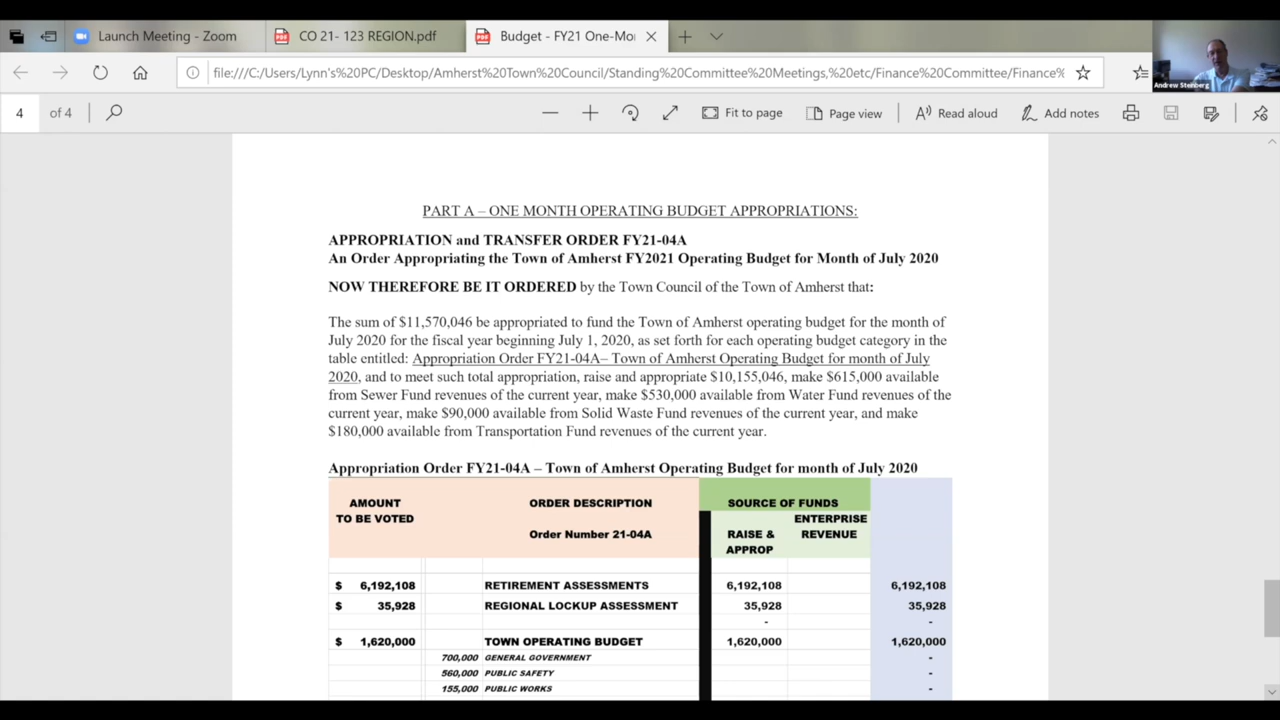 Launch Meeting - Zoom
CO 21- 123 REGION.pdf
Budget - FY21 One-Mo
file:///C:/Users/Lynn's%20PC/Desktop/Amherst%20Town%20Council/Standing%20Committee%20Meetings,%20etc/Finance%20Committee/Finance%
Andrew Steinberg
4 of 4
Fit to page
Page view
Read aloud
Add notes
PART A – ONE MONTH OPERATING BUDGET APPROPRIATIONS:
APPROPRIATION and TRANSFER ORDER FY21-04A
An Order Appropriating the Town of Amherst FY2021 Operating Budget for Month of July 2020
NOW THEREFORE BE IT ORDERED by the Town Council of the Town of Amherst that:
The sum of $11,570,046 be appropriated to fund the Town of Amherst operating budget for the month of
July 2020 for the fiscal year beginning July 1, 2020, as set forth for each operating budget category in the
table entitled: Appropriation Order FY21-04A– Town of Amherst Operating Budget for month of July
2020, and to meet such total appropriation, raise and appropriate $10,155,046, make $615,000 available
from Sewer Fund revenues of the current year, make $530,000 available from Water Fund revenues of the
current year, make $90,000 available from Solid Waste Fund revenues of the current year, and make
$180,000 available from Transportation Fund revenues of the current year.
Appropriation Order FY21-04A – Town of Amherst Operating Budget for month of July 2020
AMOUNT ORDER DESCRIPTION SOURCE OF FUNDS
TO BE VOTED ENTERPRISE
Order Number 21-04A RAISE & REVENUE
APPROP
$ 6,192,108 RETIREMENT ASSESSMENTS 6,192,108 6,192,108
$ 35,928 REGIONAL LOCKUP ASSESSMENT 35,928 35,928
- -
$ 1,620,000 TOWN OPERATING BUDGET 1,620,000 1,620,000
700,000 GENERAL GOVERNMENT -
560,000 PUBLIC SAFETY -
155,000 PUBLIC WORKS -